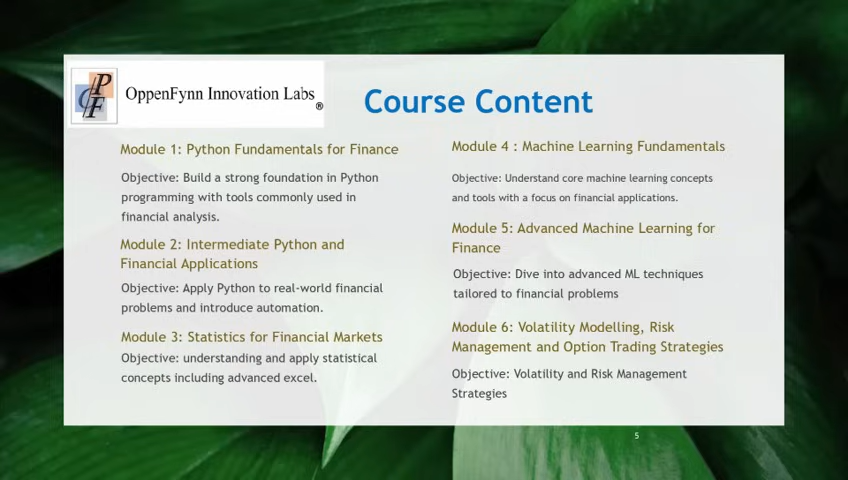 OppenFynn Innovation Labs®
Course Content
Module 1: Python Fundamentals for Finance
Objective: Build a strong foundation in Python
programming with tools commonly used in
financial analysis.
Module 2: Intermediate Python and
Financial Applications
Objective: Apply Python to real-world financial
problems and introduce automation.
Module 3: Statistics for Financial Markets
Objective: understanding and apply statistical
concepts including advanced excel.
Module 4 : Machine Learning Fundamentals
Objective: Understand core machine learning concepts
and tools with a focus on financial applications.
Module 5: Advanced Machine Learning for
Finance
Objective: Dive into advanced ML techniques
tailored to financial problems
Module 6: Volatility Modelling, Risk
Management and Option Trading Strategies
Objective: Volatility and Risk Management
Strategies
5